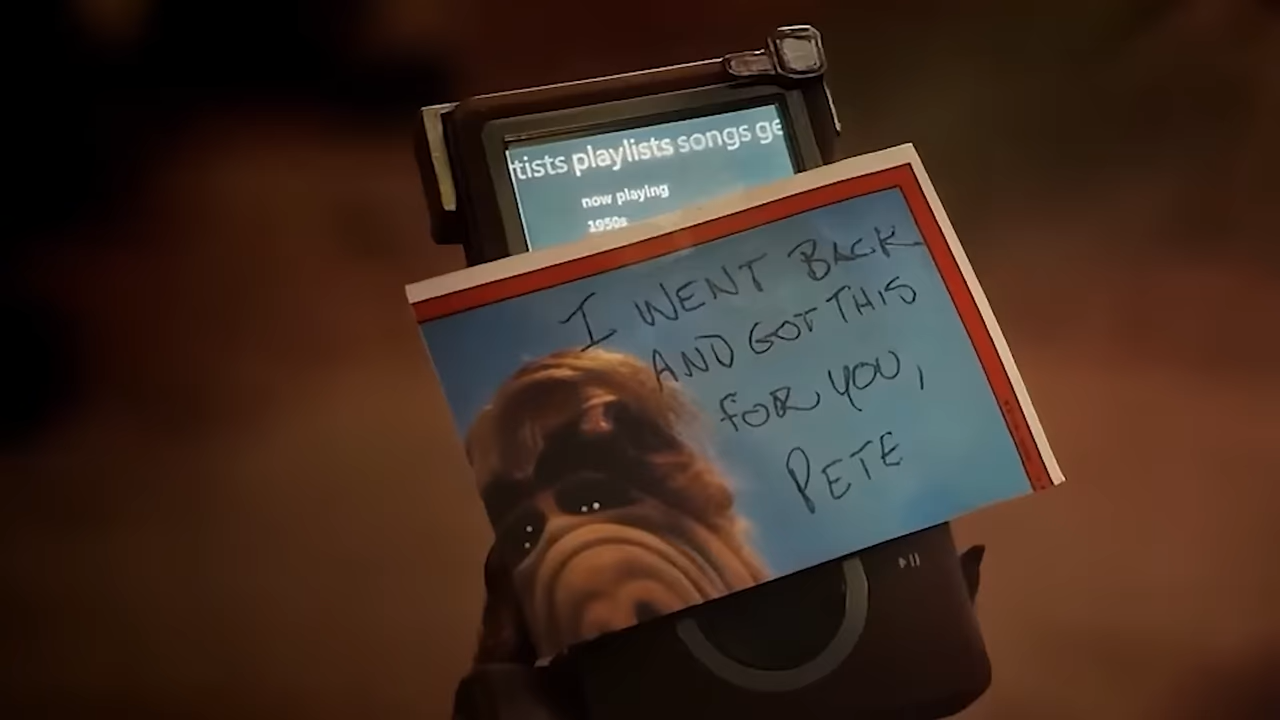 tists playlists songs ge
now playing
1950s
I WENT BACK
AND GOT THIS
FOR YOU,
PETE